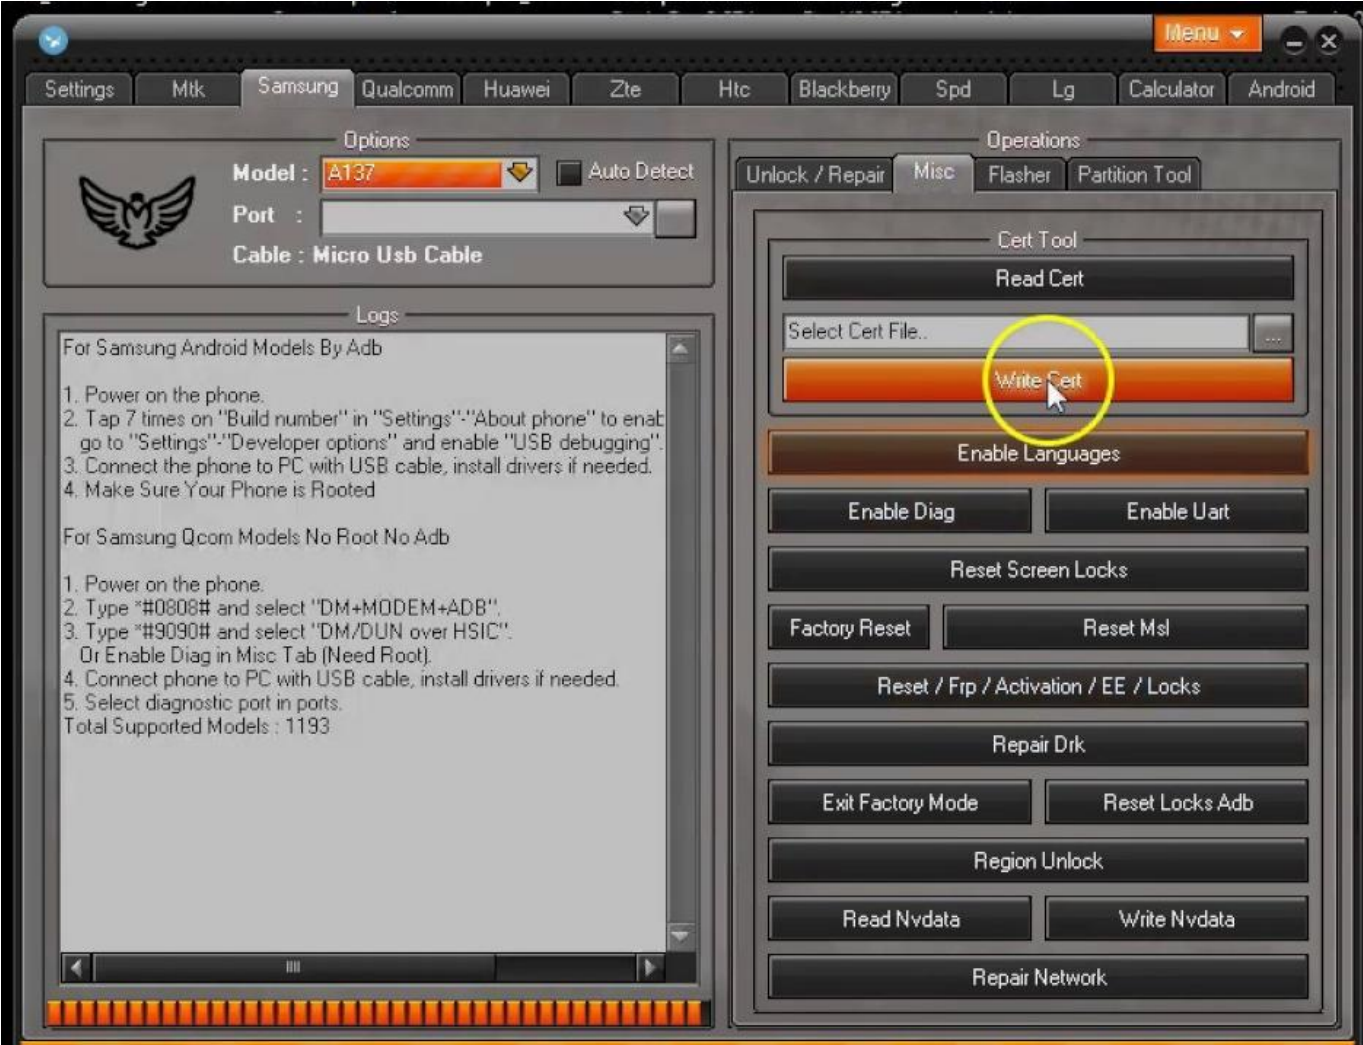 Menu
Settings Mtk Samsung Qualcomm Huawei Zte Htc Blackberry Spd Lg Calculator Android
Options
Model : A137 Auto Detect
Port :
Cable : Micro Usb Cable
Logs
For Samsung Android Models By Adb
1. Power on the phone.
2. Tap 7 times on "Build number" in "Settings"-"About phone" to enab
go to "Settings"-"Developer options" and enable "USB debugging".
3. Connect the phone to PC with USB cable, install drivers if needed.
4. Make Sure Your Phone is Rooted
For Samsung Qcom Models No Root No Adb
1. Power on the phone.
2. Type *#0808# and select "DM+MODEM+ADB".
3. Type *#9090# and select "DM/DUN over HSIC".
Or Enable Diag in Misc Tab (Need Root).
4. Connect phone to PC with USB cable, install drivers if needed.
5. Select diagnostic port in ports.
Total Supported Models : 1193
Operations
Unlock / Repair Misc Flasher Partition Tool
Cert Tool
Read Cert
Select Cert File.. ...
Write Cert
Enable Languages
Enable Diag Enable Uart
Reset Screen Locks
Factory Reset Reset Msl
Reset / Frp / Activation / EE / Locks
Repair Drk
Exit Factory Mode Reset Locks Adb
Region Unlock
Read Nvdata Write Nvdata
Repair Network